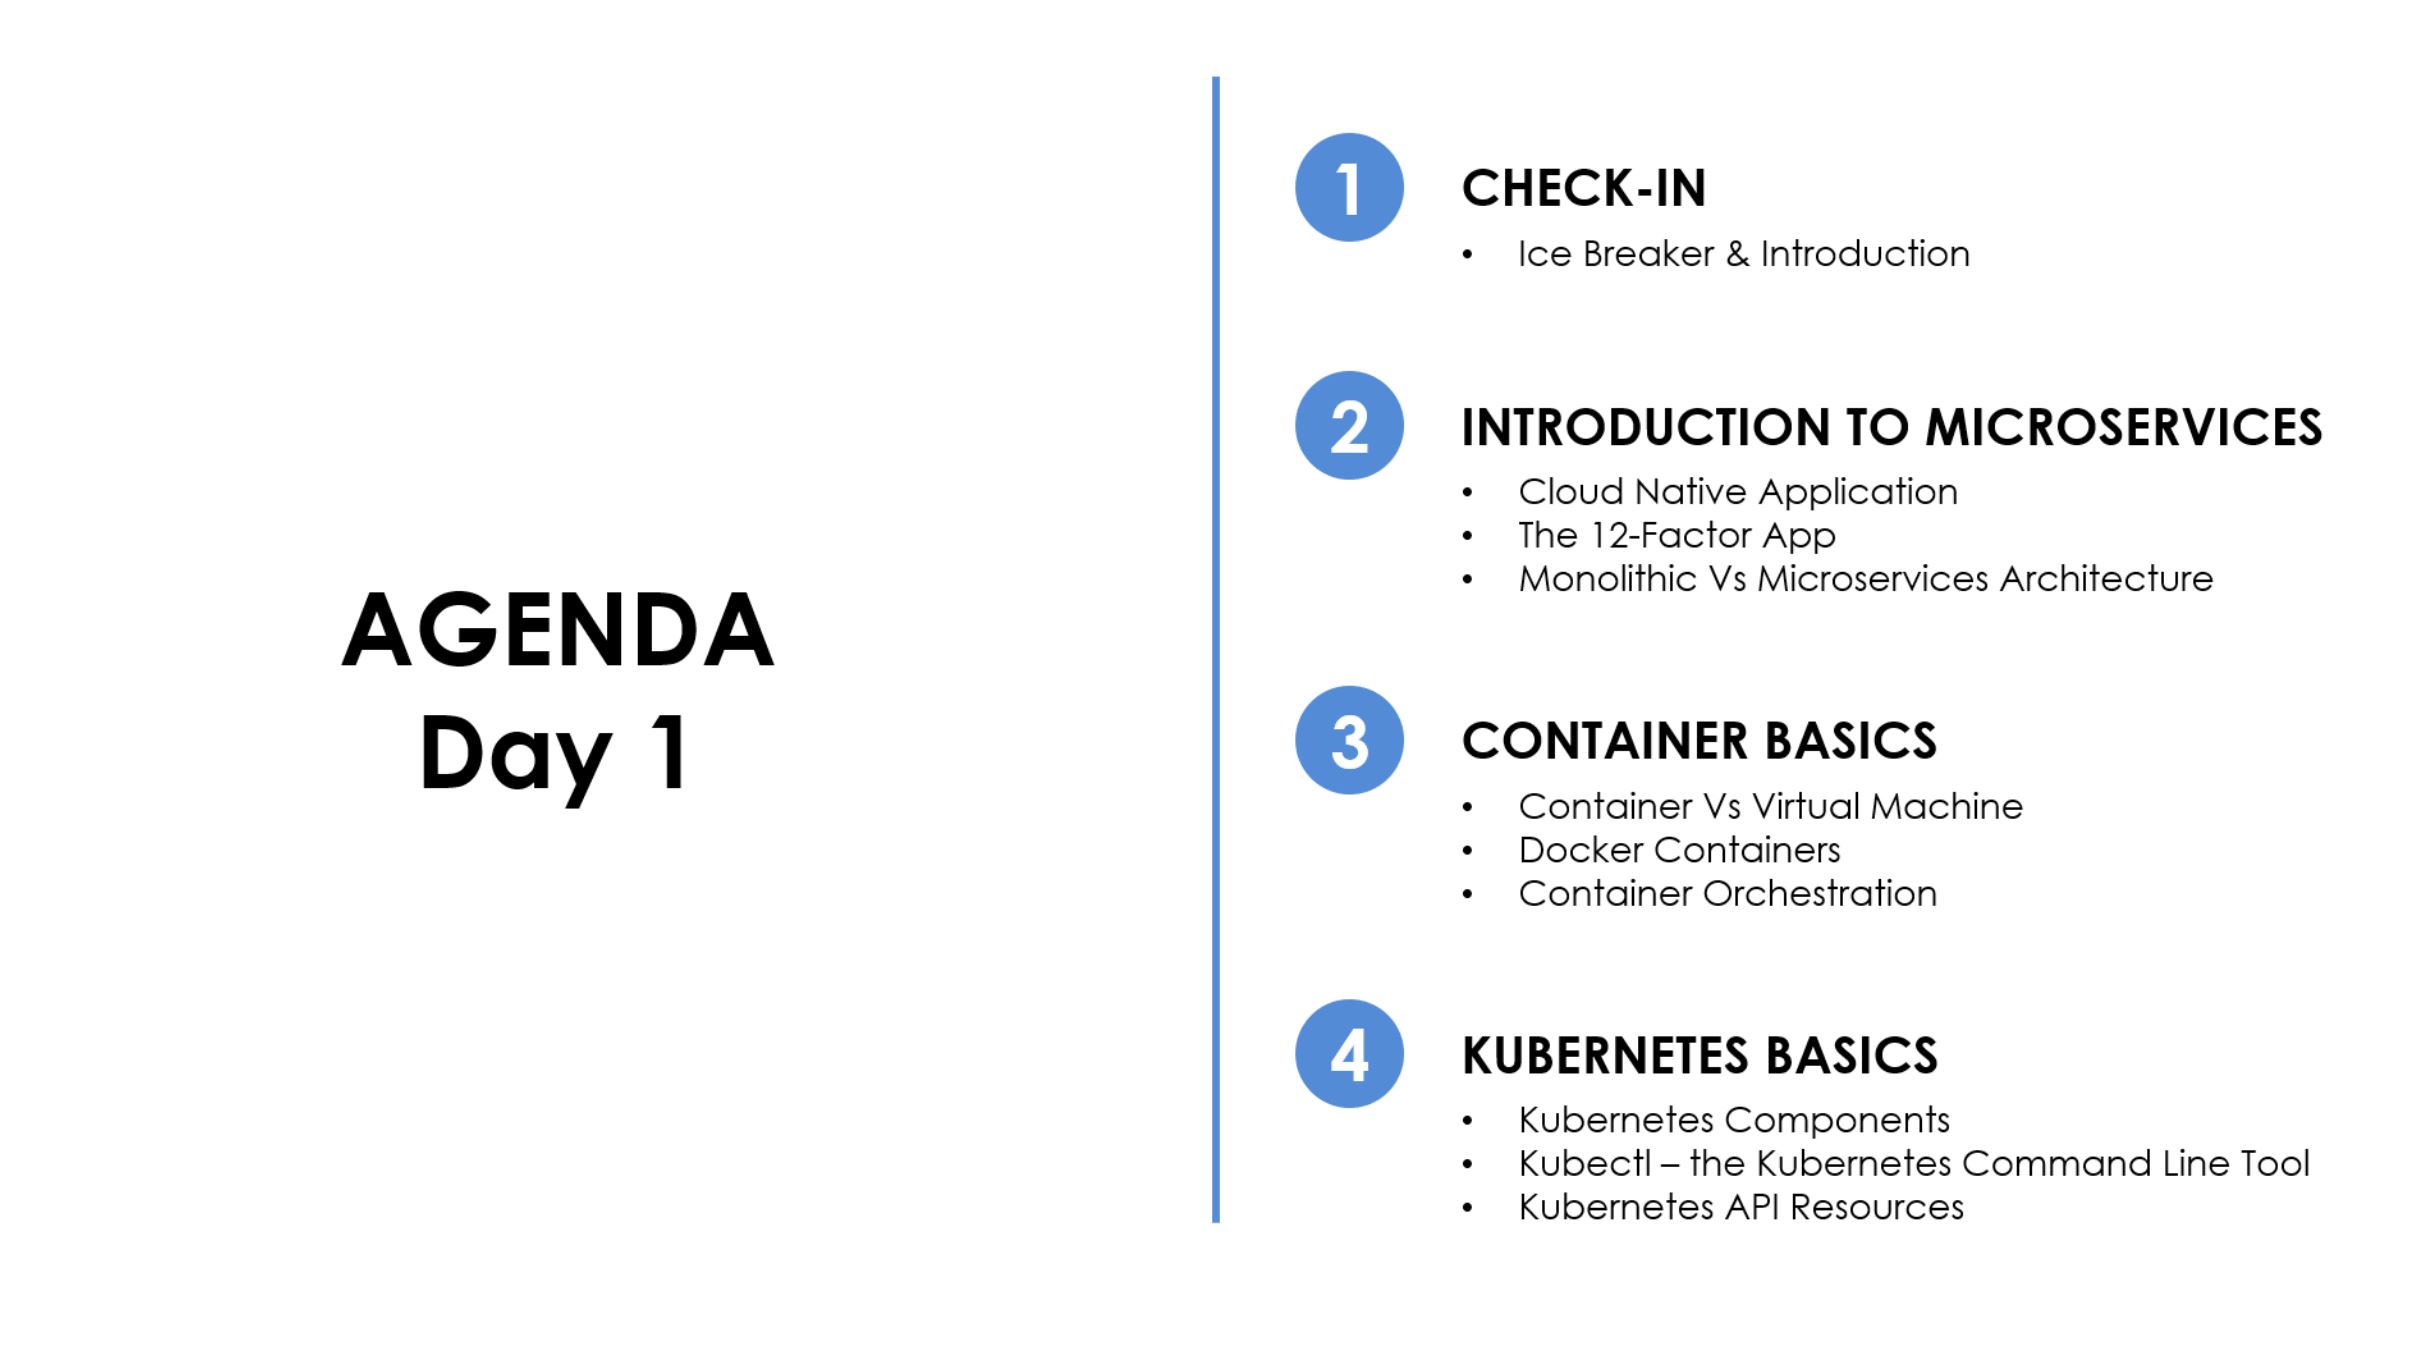 AGENDA
Day 1
1
CHECK-IN
• Ice Breaker & Introduction
2
INTRODUCTION TO MICROSERVICES
• Cloud Native Application
• The 12-Factor App
• Monolithic Vs Microservices Architecture
3
CONTAINER BASICS
• Container Vs Virtual Machine
• Docker Containers
• Container Orchestration
4
KUBERNETES BASICS
• Kubernetes Components
• Kubectl – the Kubernetes Command Line Tool
• Kubernetes API Resources